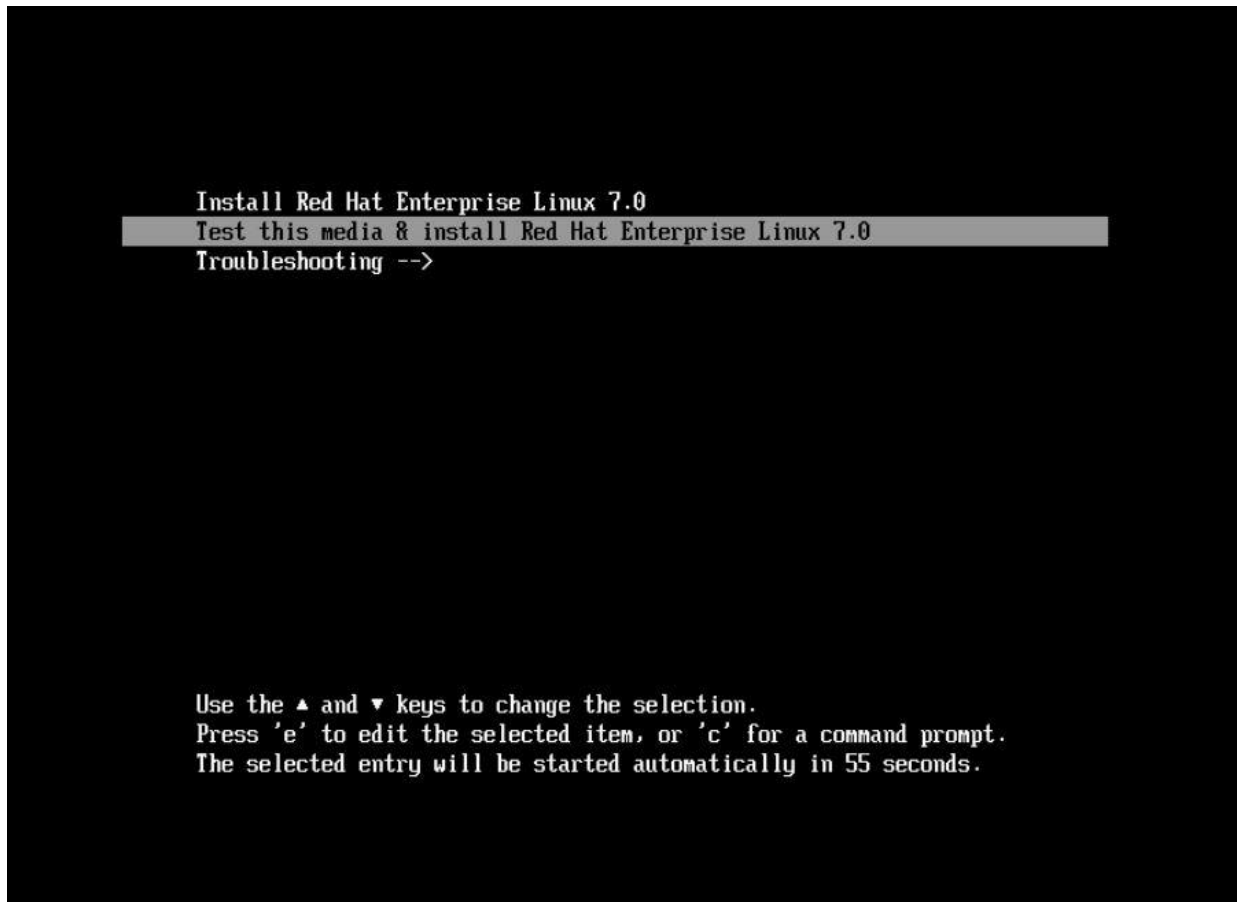 Install Red Hat Enterprise Linux 7.0
Test this media & install Red Hat Enterprise Linux 7.0
Troubleshooting -->
Use the ▲ and ▼ keys to change the selection.
Press 'e' to edit the selected item, or 'c' for a command prompt.
The selected entry will be started automatically in 55 seconds.